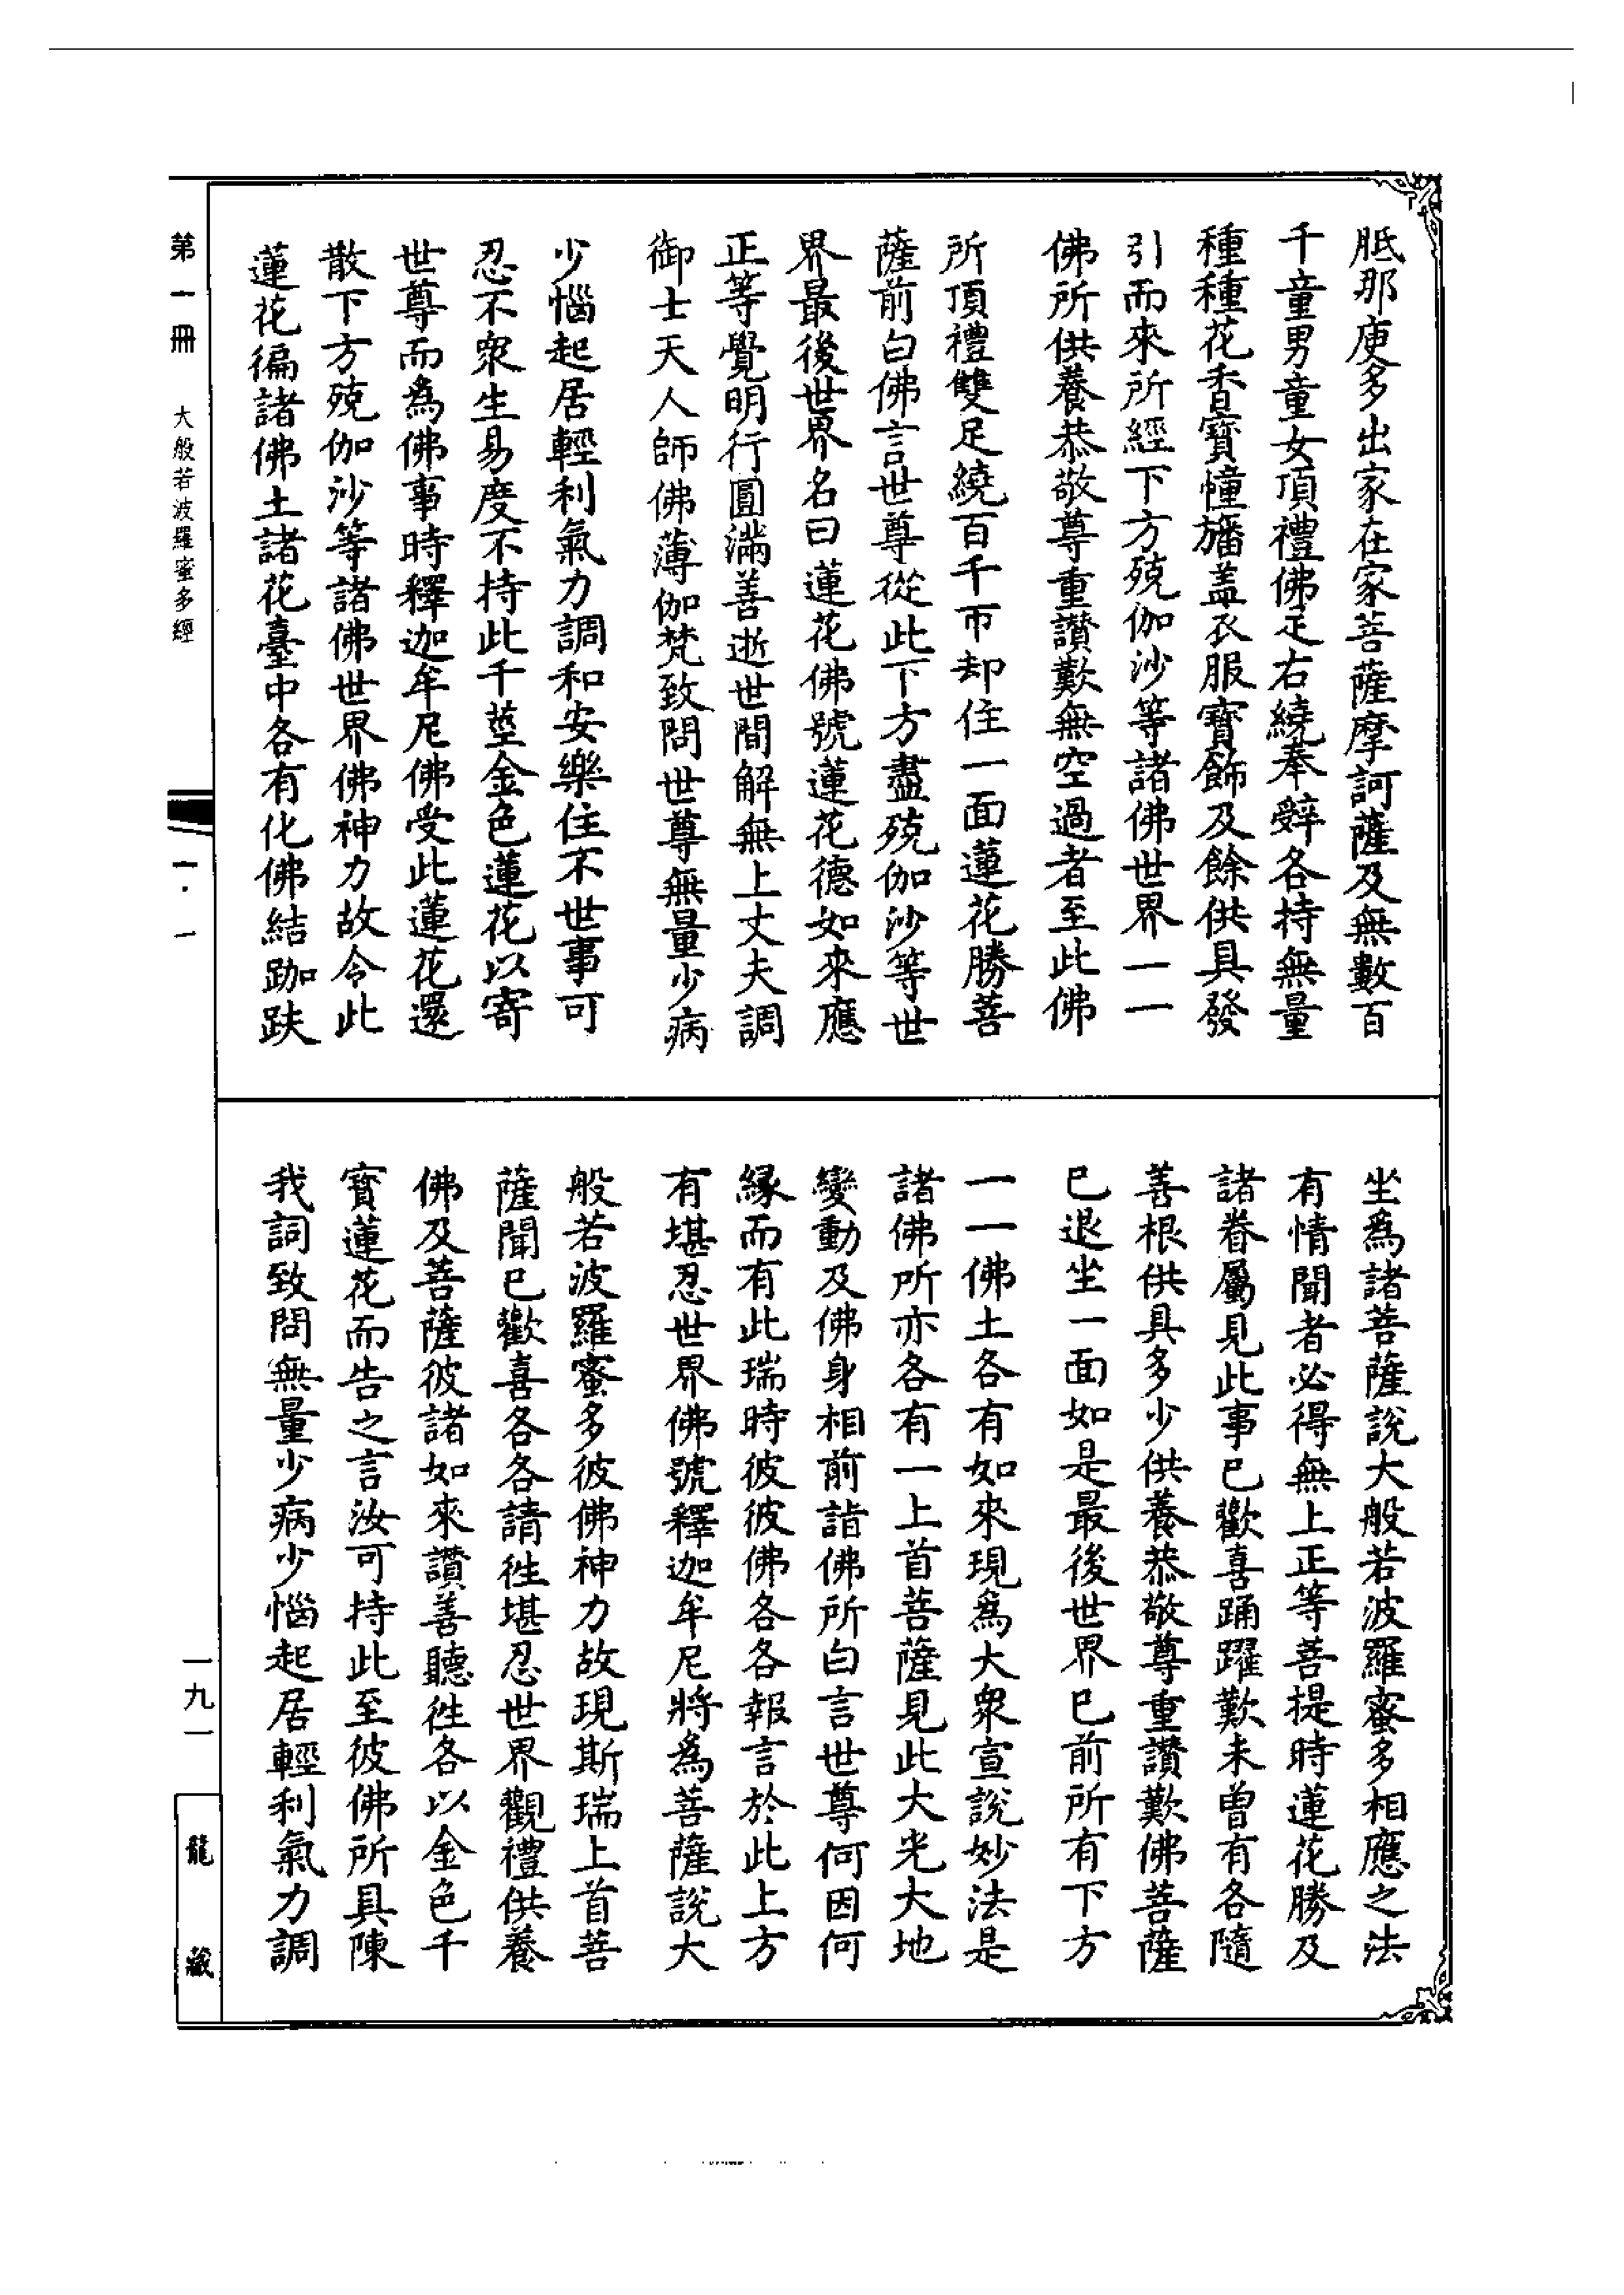 胝那庾多出家在家菩薩摩訶薩及無數百
千童男童女頂禮佛足右繞奉辭各持無量
種種花香寶幢旛盖衣服寶飾及餘供具發
引而來所經下方殑伽沙等諸佛世界一一
佛所供養恭敬尊重讚歎無空過者至此佛
所頂禮雙足繞百千帀却住一面蓮花勝菩
薩前白佛言世尊從此下方盡殑伽沙等世
界最後世界名曰蓮花佛號蓮花德如來應
正等覺明行圓滿善逝世間解無上丈夫調
御士天人師佛薄伽梵致問世尊無量少病
少惱起居輕利氣力調和安樂住不世事可
忍不衆生易度不持此千莖金色蓮花以寄
世尊而爲佛事時釋迦牟尼佛受此蓮花還
散下方殑伽沙等諸佛世界佛神力故令此
蓮花徧諸佛土諸花臺中各有化佛結跏趺
坐爲諸菩薩說大般若波羅蜜多相應之法
有情聞者必得無上正等菩提時蓮花勝及
諸眷屬見此事已歡喜踊躍歎未曾有各隨
善根供具多少供養恭敬尊重讚歎佛菩薩
已退坐一面如是最後世界已前所有下方
一一佛土各有如來現爲大衆宣說妙法是
諸佛所亦各有一上首菩薩見此大光大地
變動及佛身相前詣佛所白言世尊何因何
緣而有此瑞時彼彼佛各各報言於此上方
有堪忍世界佛號釋迦牟尼將爲菩薩說大
般若波羅蜜多彼佛神力故現斯瑞上首菩
薩聞已歡喜各各請徃堪忍世界觀禮供養
佛及菩薩彼諸如來讚善聽徃各以金色千
寶蓮花而告之言汝可持此至彼佛所具陳
我詞致問無量少病少惱起居輕利氣力調
第一冊 大般若波羅蜜多經
一·一
一九一
龍藏